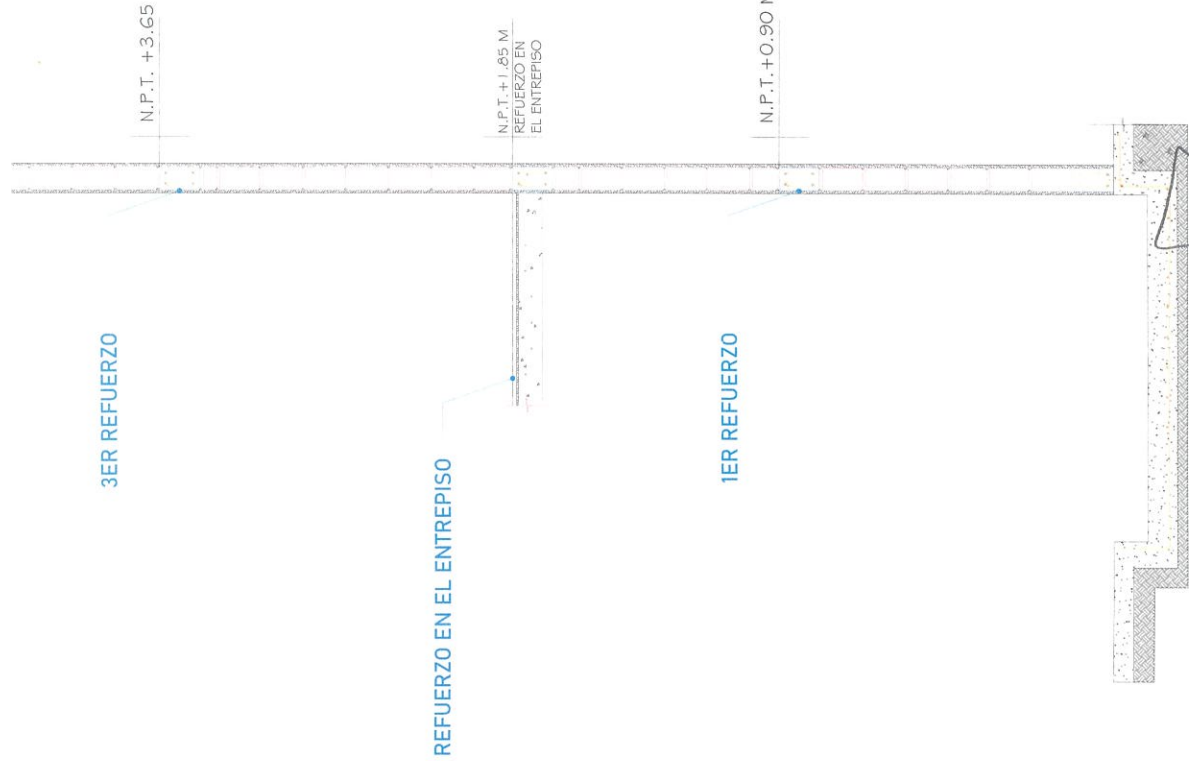 N.P.T. +3.65
3ER REFUERZO
N.P.T.+1.85 M
REFUERZO EN
EL ENTREPISO
REFUERZO EN EL ENTREPISO
N.P.T.+0.90 M
1ER REFUERZO